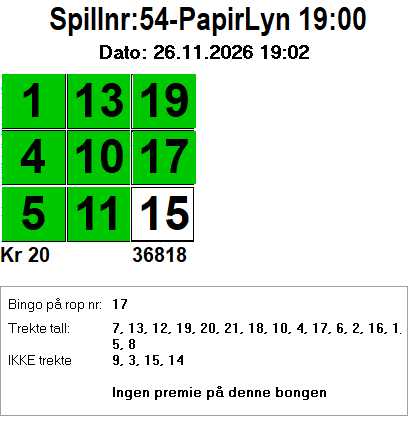 Spillnr:54-PapirLyn 19:00
Dato: 26.11.2026 19:02
1 13 19
4 10 17
5 11 15
Kr 20 36818
Bingo på rop nr: 17
Trekte tall: 7, 13, 12, 19, 20, 21, 18, 10, 4, 17, 6, 2, 16, 1,
5, 8
IKKE trekte 9, 3, 15, 14
Ingen premie på denne bongen